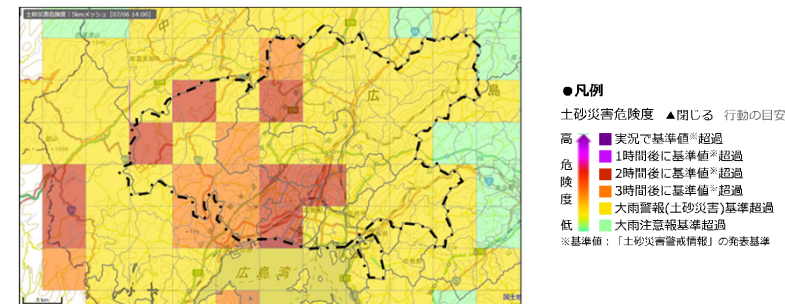 土砂災害危険度:5kmメッシュ [07/06 14:00]
中
広 島
広島湾
5 km
国土地
●凡例
土砂災害危険度 ▲閉じる 行動の目安
高
危
険
度
低
実況で基準値※超過
1時間後に基準値※超過
2時間後に基準値※超過
3時間後に基準値※超過
大雨警報(土砂災害)基準超過
大雨注意報基準超過
※基準値:「土砂災害警戒情報」の発表基準